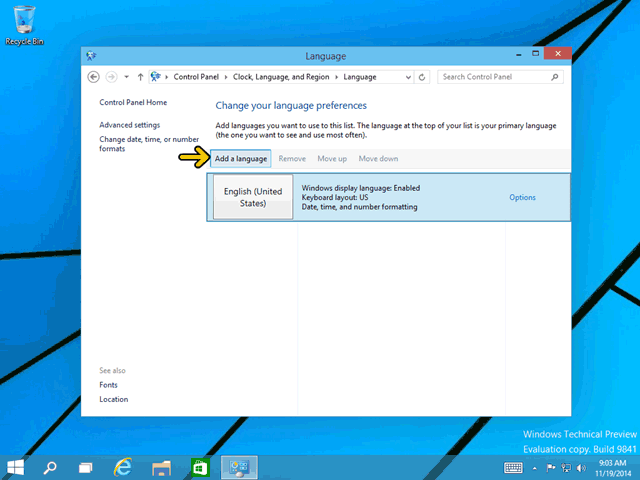 Recycle Bin
Language
Control Panel
Clock, Language, and Region
Language
Search Control Panel
Control Panel Home
Advanced settings
Change date, time, or number
formats
Change your language preferences
Add languages you want to use to this list. The language at the top of your list is your primary language
(the one you want to see and use most often).
Add a language
Remove
Move up
Move down
English (United
States)
Windows display language: Enabled
Keyboard layout: US
Date, time, and number formatting
Options
See also
Fonts
Location
Windows Technical Preview
Evaluation copy. Build 9841
9:03 AM
11/19/2014